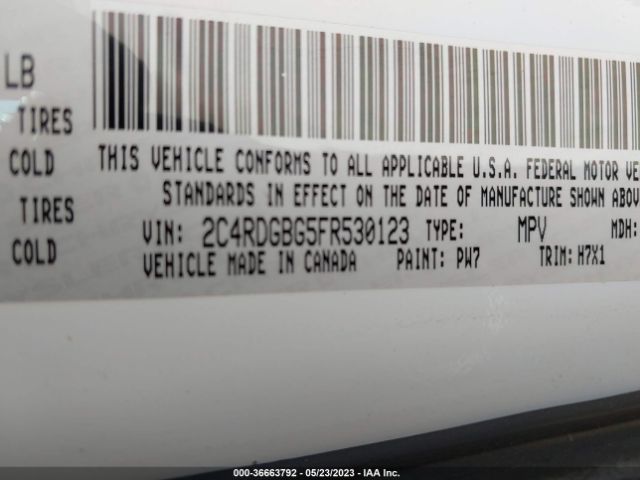 LB
TIRES
COLD
TIRES
COLD
THIS VEHICLE CONFORMS TO ALL APPLICABLE U.S.A. FEDERAL MOTOR VE
STANDARDS IN EFFECT ON THE DATE OF MANUFACTURE SHOWN ABOV
VIN: 2C4RDGBG5FR530123 TYPE: MPV MDH:
VEHICLE MADE IN CANADA PAINT: PW7 TRIM: H7X1
000-36663792 - 05/23/2023 - IAA Inc.